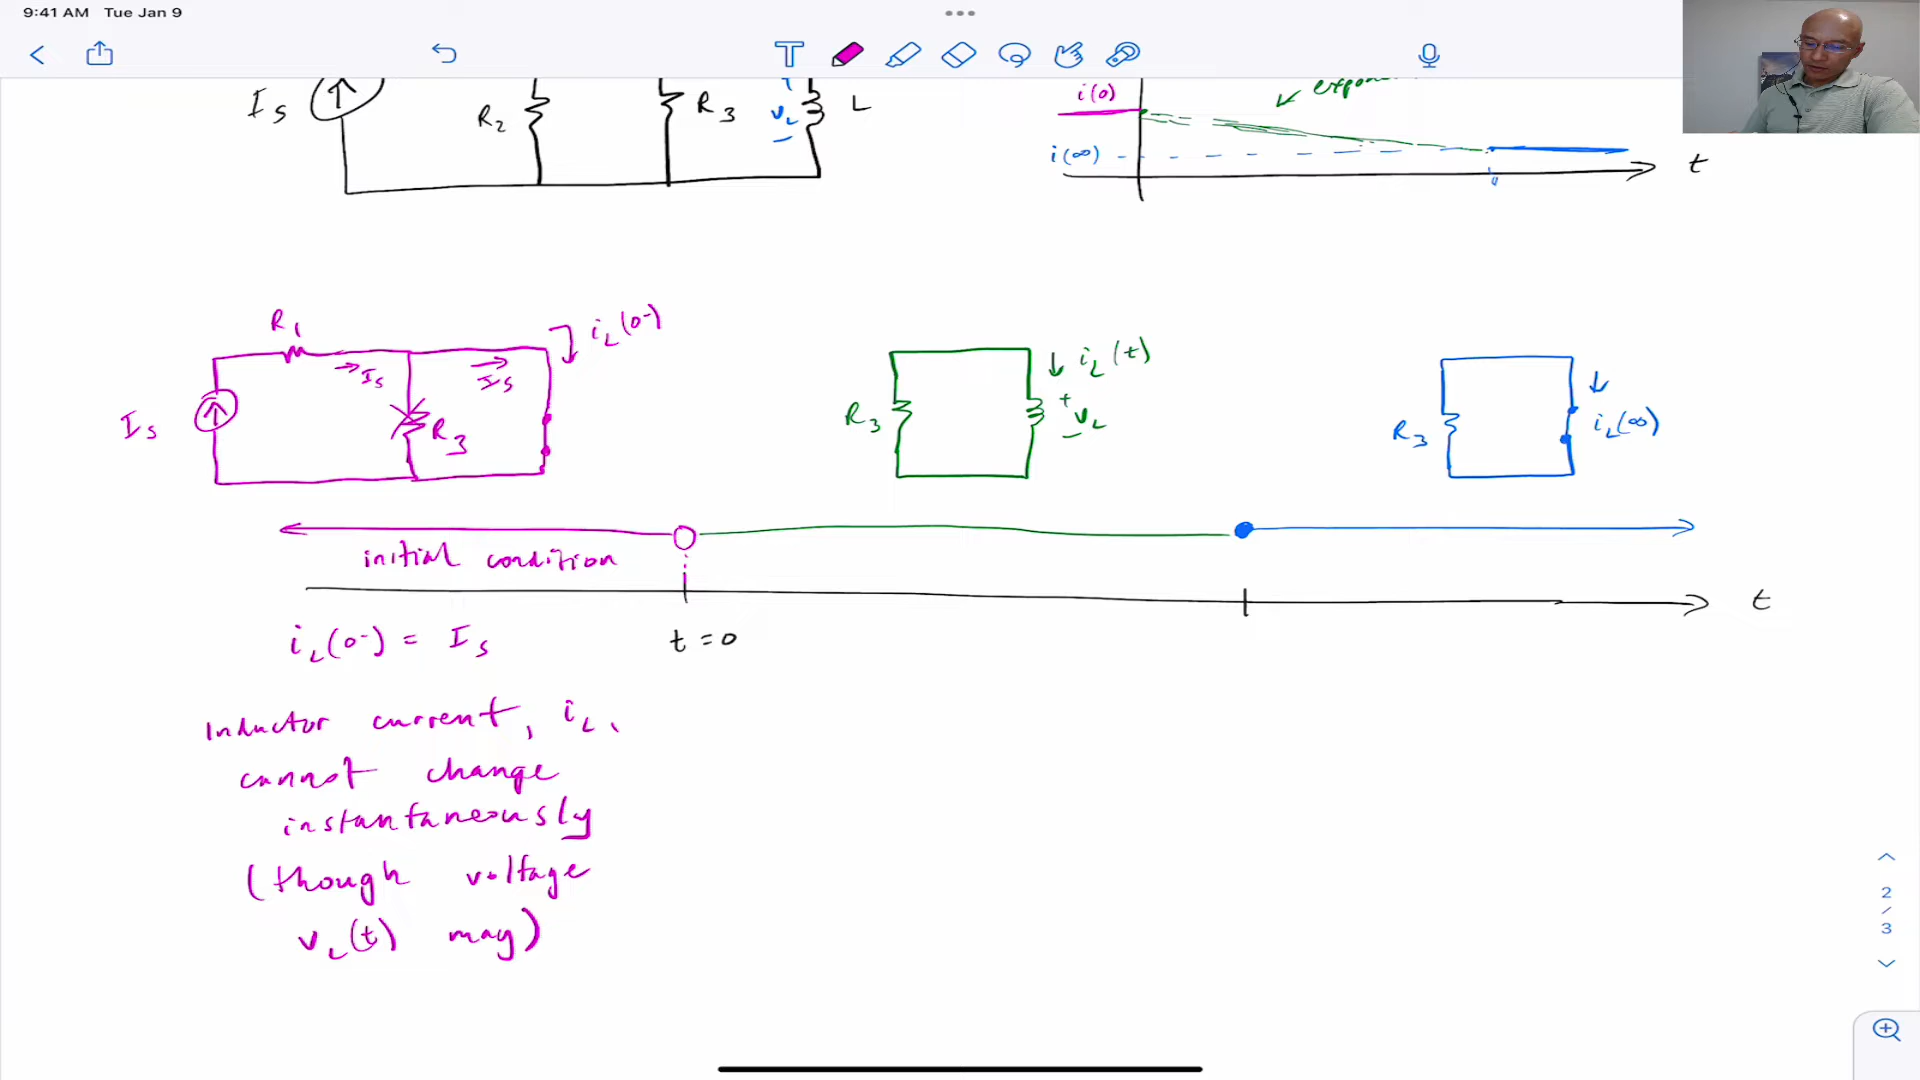 9:41 AM Tue Jan 9
I_S
R_2
R_3
v_L
L
i(0)
i(∞)
t
R_1
i_L(0-)
I_S
I_S
I_S
R_3
R_3
i_L(t)
+
v_L
−
R_3
i_L(∞)
initial condition
t
i_L(0-) = I_S
t = 0
Inductor current, i_L,
cannot change
instantaneously
(though voltage
v_L(t) may)
2
/
3